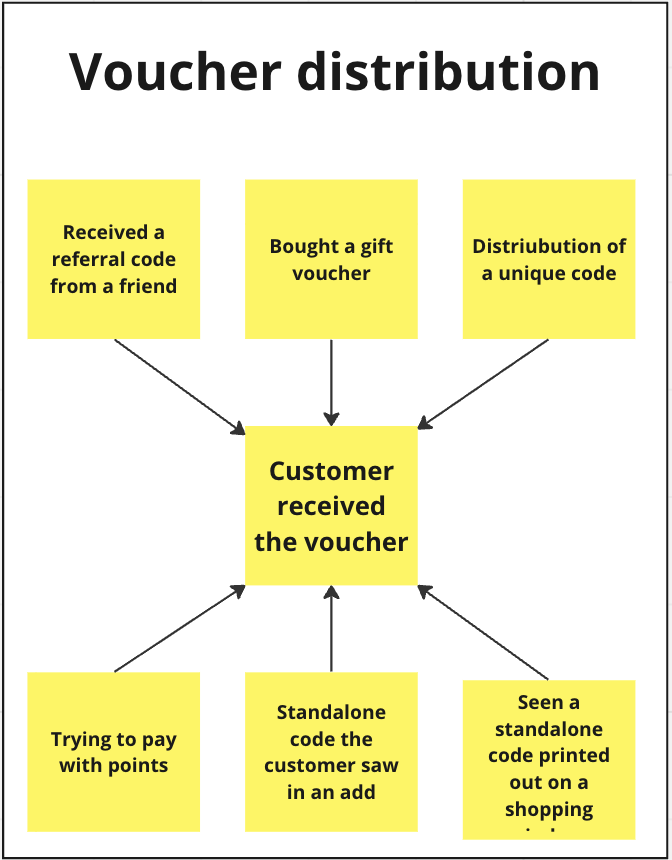 Voucher distribution
Received a
referral code
from a friend
Bought a gift
voucher
Distriubution of
a unique code
Customer
received
the voucher
Trying to pay
with points
Standalone
code the
customer saw
in an add
Seen a
standalone
code printed
out on a
shopping